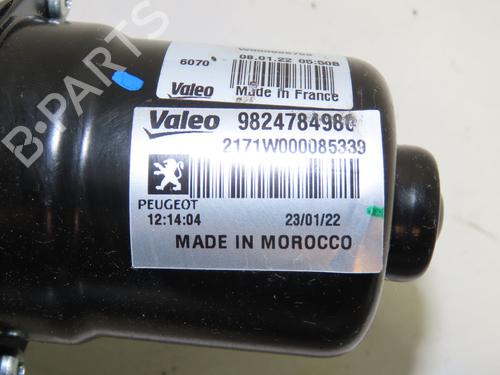 6070
08.01.22 05:50B
Valeo
Made in France
Valeo 9824784980
2171W000085339
PEUGEOT
12:14:04 23/01/22
MADE IN MOROCCO